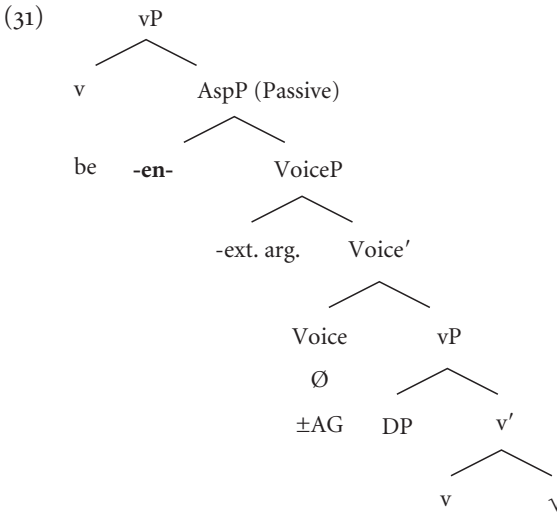 (31) vP
v AspP (Passive)
be -en- VoiceP
-ext. arg. Voice′
Voice vP
Ø
±AG DP v′
v